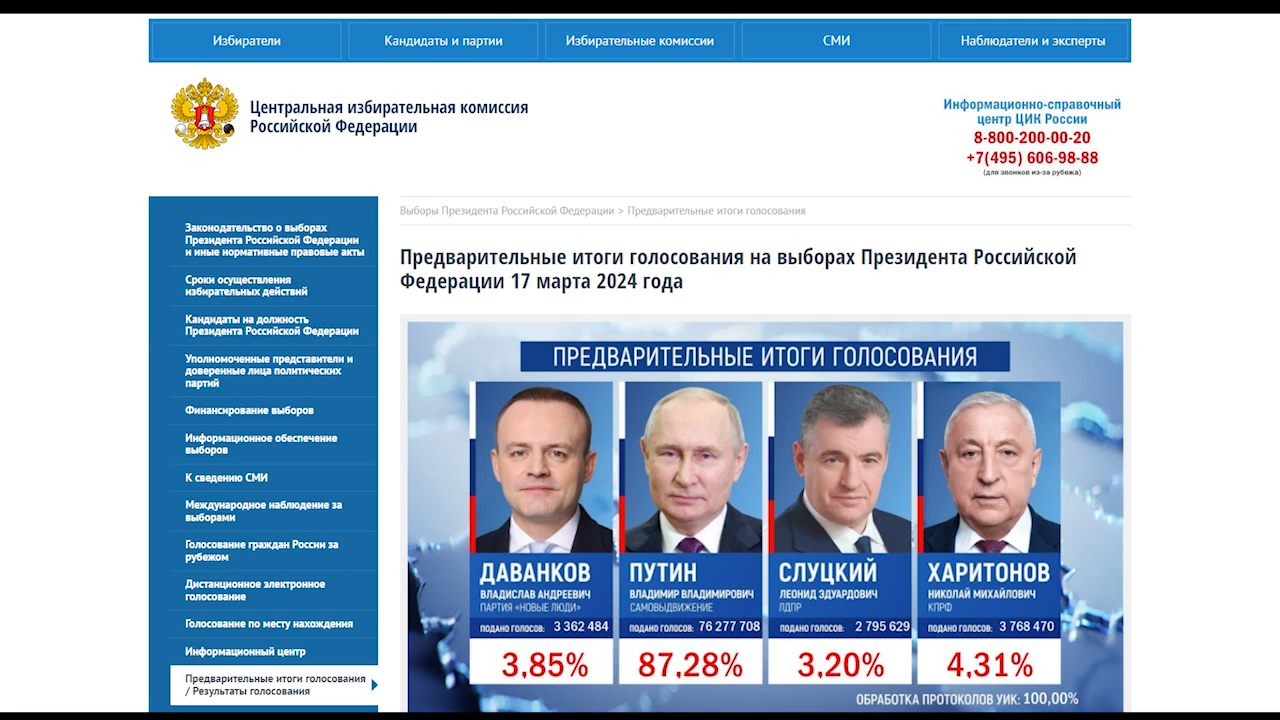 Избиратели
Кандидаты и партии
Избирательные комиссии
СМИ
Наблюдатели и эксперты
Центральная избирательная комиссия
Российской Федерации
Информационно-справочный
центр ЦИК России
8-800-200-00-20
+7(495) 606-98-88
(для звонков из-за рубежа)
Законодательство о выборах
Президента Российской Федерации
и иные нормативные правовые акты
Сроки осуществления
избирательных действий
Кандидаты на должность
Президента Российской Федерации
Уполномоченные представители и
доверенные лица политических
партий
Финансирование выборов
Информационное обеспечение
выборов
К сведению СМИ
Международное наблюдение за
выборами
Голосование граждан России за
рубежом
Дистанционное электронное
голосование
Голосование по месту нахождения
Информационный центр
Предварительные итоги голосования
/ Результаты голосования
Выборы Президента Российской Федерации > Предварительные итоги голосования
Предварительные итоги голосования на выборах Президента Российской
Федерации 17 марта 2024 года
ПРЕДВАРИТЕЛЬНЫЕ ИТОГИ ГОЛОСОВАНИЯ
ДАВАНКОВ
ВЛАДИСЛАВ АНДРЕЕВИЧ
ПАРТИЯ «НОВЫЕ ЛЮДИ»
ПОДАНО ГОЛОСОВ: 3 362 484
3,85%
ПУТИН
ВЛАДИМИР ВЛАДИМИРОВИЧ
САМОВЫДВИЖЕНИЕ
ПОДАНО ГОЛОСОВ: 76 277 708
87,28%
СЛУЦКИЙ
ЛЕОНИД ЭДУАРДОВИЧ
ЛДПР
ПОДАНО ГОЛОСОВ: 2 795 629
3,20%
ХАРИТОНОВ
НИКОЛАЙ МИХАЙЛОВИЧ
КПРФ
ПОДАНО ГОЛОСОВ: 3 768 470
4,31%
ОБРАБОТКА ПРОТОКОЛОВ УИК: 100,00%